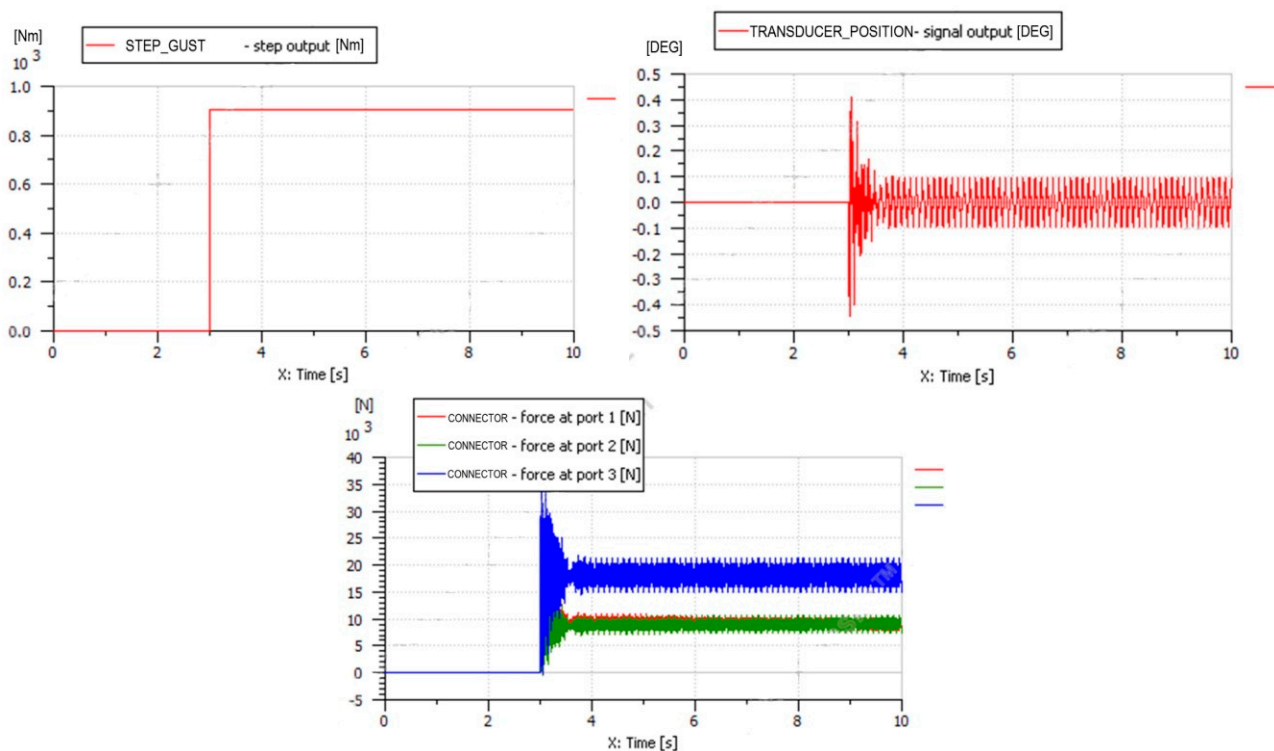 [Nm]
10 3
STEP_GUST - step output [Nm]
1.0
0.8
0.6
0.4
0.2
0.0
0 2 4 6 8 10
X: Time [s]
[DEG]
TRANSDUCER_POSITION- signal output [DEG]
0.5
0.4
0.3
0.2
0.1
0.0
-0.1
-0.2
-0.3
-0.4
-0.5
0 2 4 6 8 10
X: Time [s]
[N]
10 3
CONNECTOR - force at port 1 [N]
CONNECTOR - force at port 2 [N]
CONNECTOR - force at port 3 [N]
40
35
30
25
20
15
10
5
0
-5
0 2 4 6 8 10
X: Time [s]